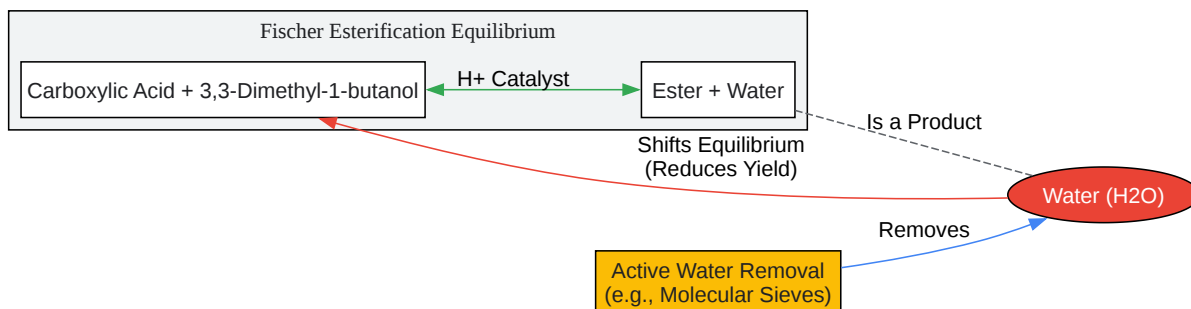 Fischer Esterification Equilibrium
Carboxylic Acid + 3,3-Dimethyl-1-butanol
H+ Catalyst
Ester + Water
Is a Product
Shifts Equilibrium
(Reduces Yield)
Water (H2O)
Removes
Active Water Removal
(e.g., Molecular Sieves)